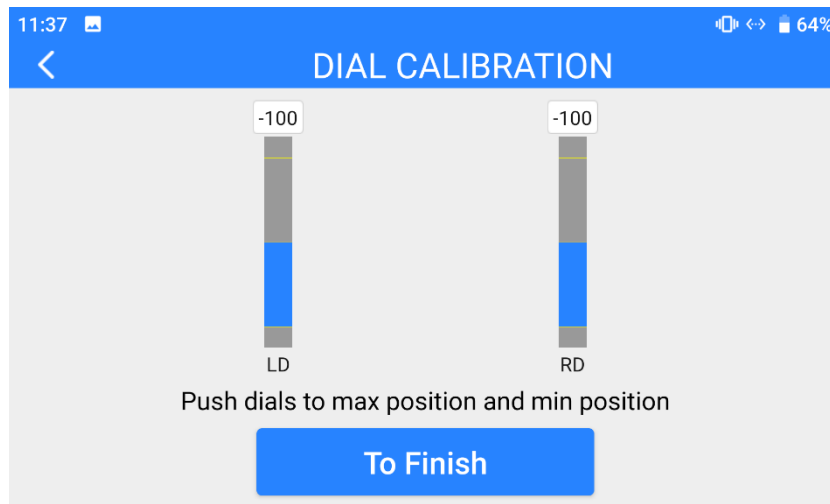 11:37 64%
DIAL CALIBRATION
-100 -100
LD RD
Push dials to max position and min position
To Finish